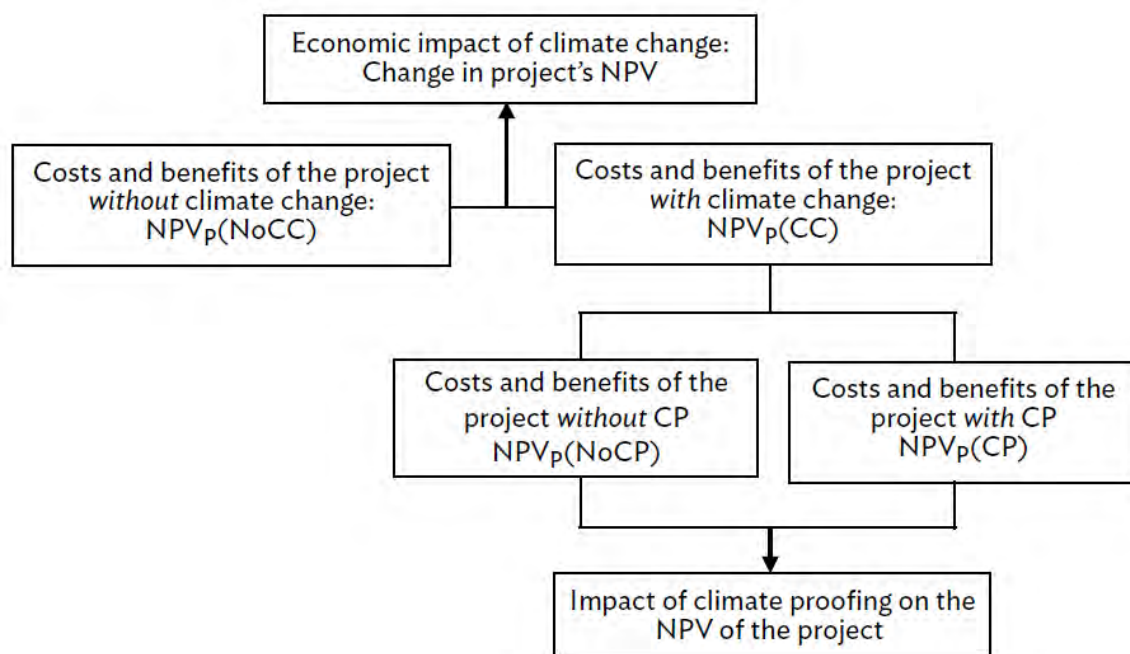 Economic impact of climate change:
Change in project's NPV
Costs and benefits of the project
without climate change:
NPVP(NoCC)
Costs and benefits of the project
with climate change:
NPVP(CC)
Costs and benefits of the
project without CP
NPVP(NoCP)
Costs and benefits of the
project with CP
NPVP(CP)
Impact of climate proofing on the
NPV of the project